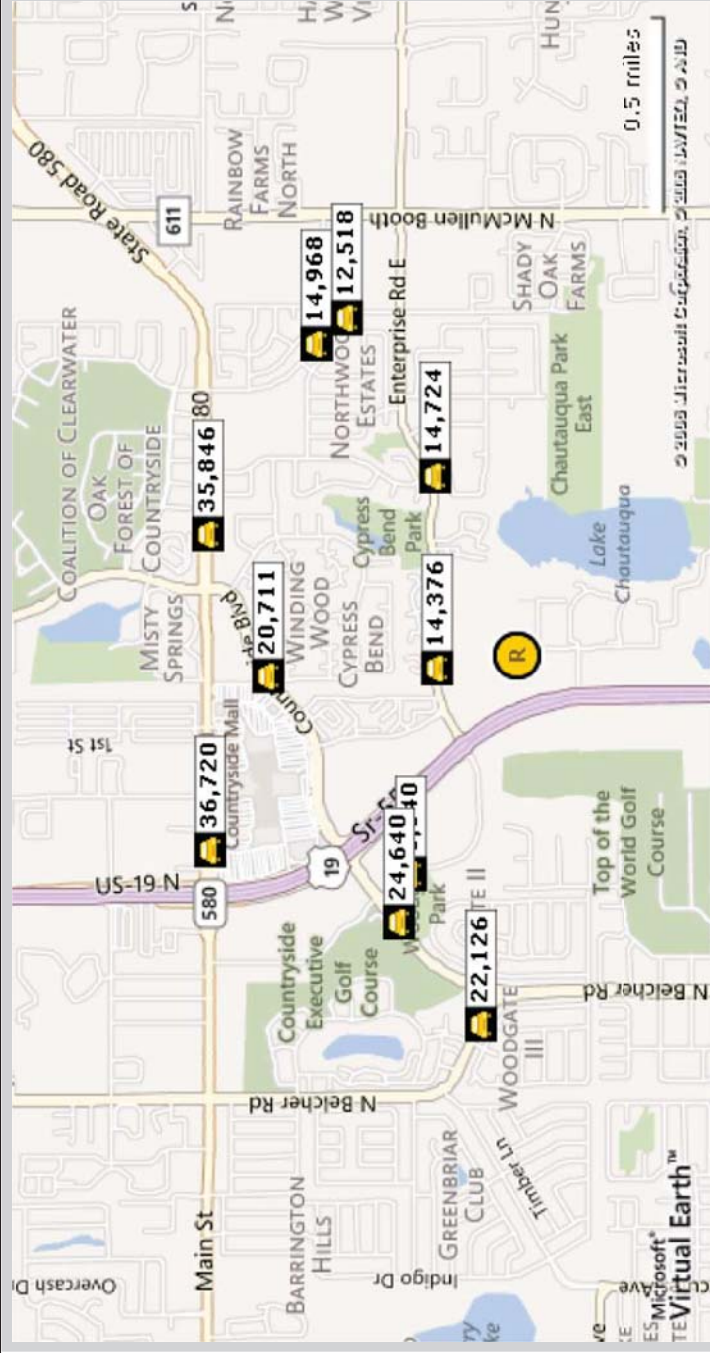 Overcash Dr
US-19 N
1st St
State Road 580
COALITION OF CLEARWATER
OAK
FOREST OF
COUNTRYSIDE
MISTY
SPRINGS
611
Main St
580
36,720
35,846
80
Countryside Mall
20,711
RAINBOW
FARMS
NORTH
N Belcher Rd
BARRINGTON
HILLS
Countryside
Executive
Golf
Course
19
WINDING
WOOD
CYPRESS
BEND
Cypress
Bend
Park
14,968
12,518
NORTHWOO
ESTATES
N McMullen Booth
Enterprise Rd E
24,640
Park
14,376
14,724
Indigo Dr
GREENBRIAR
CLUB
Timber Ln
22,126
TE II
WOODGATE
III
R
SHADY
OAK
FARMS
Chautauqua Park
East
Lake
Chautauqua
N Belcher Rd
Top of the
World Golf
Course
HUN
0.5 miles
Microsoft®
Virtual Earth™